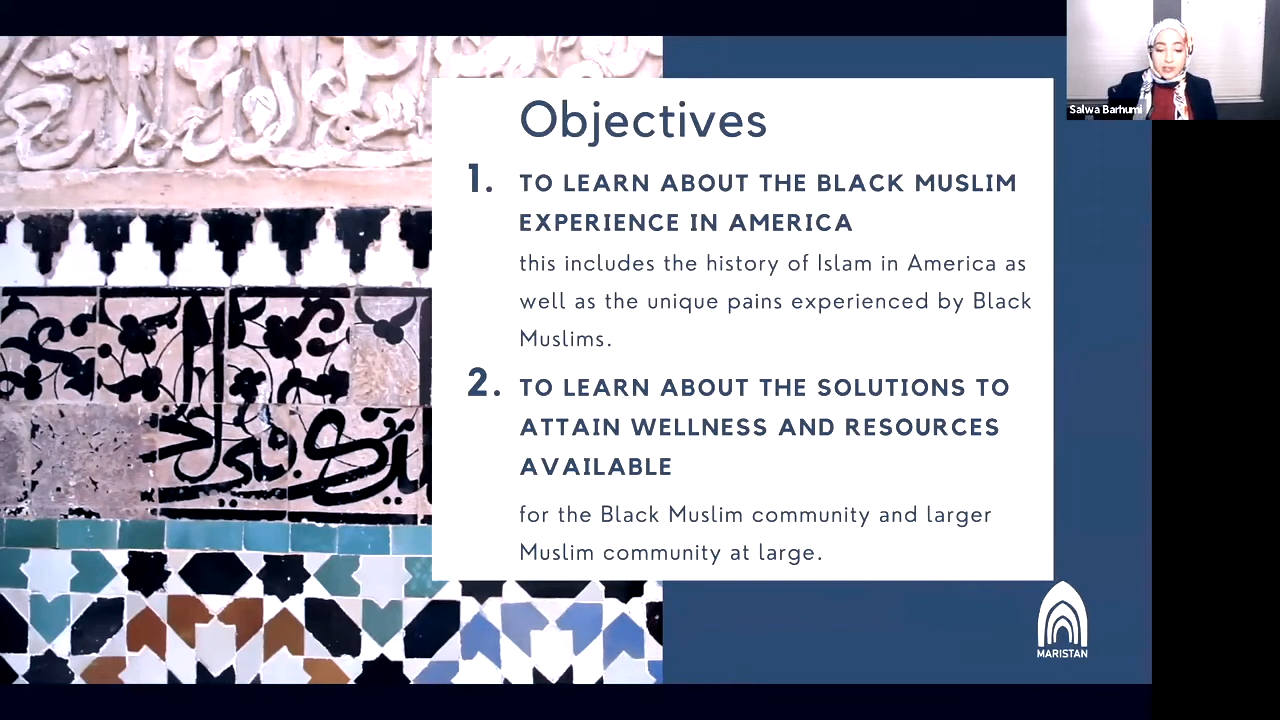 Objectives
1. TO LEARN ABOUT THE BLACK MUSLIM
EXPERIENCE IN AMERICA
this includes the history of Islam in America as
well as the unique pains experienced by Black
Muslims.
2. TO LEARN ABOUT THE SOLUTIONS TO
ATTAIN WELLNESS AND RESOURCES
AVAILABLE
for the Black Muslim community and larger
Muslim community at large.
MARISTAN
Salwa Barhumi